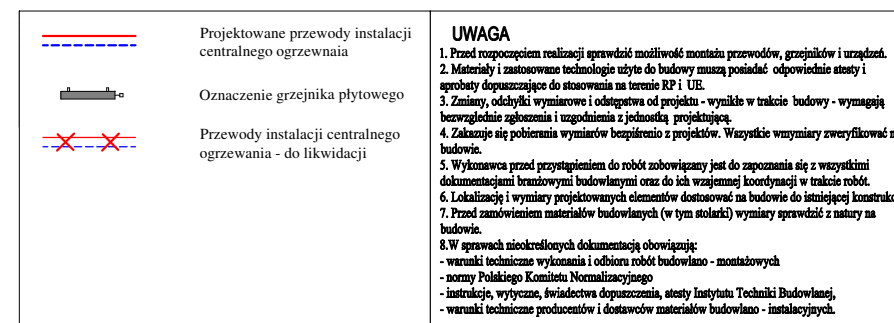 Projektowane przewody instalacji
centralnego ogrzewnaia
Oznaczenie grzejnika płytowego
Przewody instalacji centralnego
ogrzewania - do likwidacji
UWAGA
1. Przed rozpoczęciem realizacji sprawdzić możliwość montażu przewodów, grzejników i urządzeń.
2. Materiały i zastosowane technologie użyte do budowy muszą posiadać odpowiednie atesty i
aprobaty dopuszczające do stosowania na terenie RP i UE.
3. Zmiany, odchyłki wymiarowe i odstępstwa od projektu - wynikłe w trakcie budowy - wymagają
bezwzględnie zgłoszenia i uzgodnienia z jednostką projektującą.
4. Zakazuje się pobierania wymiarów bezpiśrenio z projektów. Wszystkie wmymiary zweryfikować n
budowie.
5. Wykonawca przed przystąpieniem do robót zobowiązany jest do zapoznania się z wszystkimi
dokumentacjami branżowymi budowlanymi oraz do ich wzajemnej koordynacji w trakcie robót.
6. Lokalizację i wymiary projektowanych elementów dostosować na budowie do istniejącej konstrukc
7. Przed zamówieniem materiałów budowlanych (w tym stolarki) wymiary sprawdzić z natury na
budowie.
8.W sprawach nieokreślonych dokumentacją obowiązują:
- warunki techniczne wykonania i odbioru robót budowlano - montażowych
- normy Polskiego Komitetu Normalizacyjnego
- instrukcje, wytyczne, świadectwa dopuszczenia, atesty Instytutu Techniki Budowlanej,
- warunki techniczne producentów i dostawców materiałów budowlano - instalacyjnych.